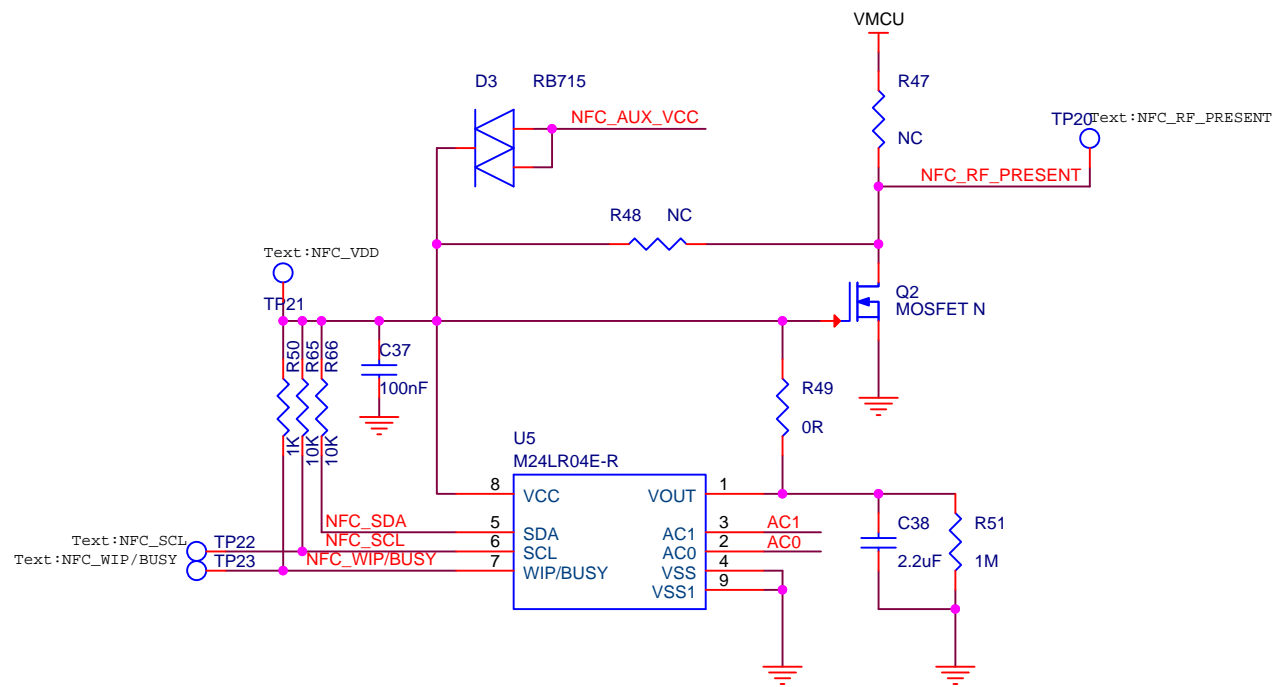 VMCU
D3 RB715
R47
NFC_AUX_VCC
TP20 Text:NFC_RF_PRESENT
NC
NFC_RF_PRESENT
R48 NC
Text:NFC_VDD
TP21
Q2
MOSFET N
R50
R65
R66
C37
100nF
R49
0R
1K
10K
10K
U5
M24LR04E-R
8 VCC
VOUT 1
NFC_SDA 5 SDA
AC1 3 AC1
C38
R51
Text:NFC_SCL TP22 NFC_SCL 6 SCL
AC0 2 AC0
Text:NFC_WIP/BUSY TP23 NFC_WIP/BUSY 7 WIP/BUSY
VSS 4
2.2uF
1M
VSS1 9